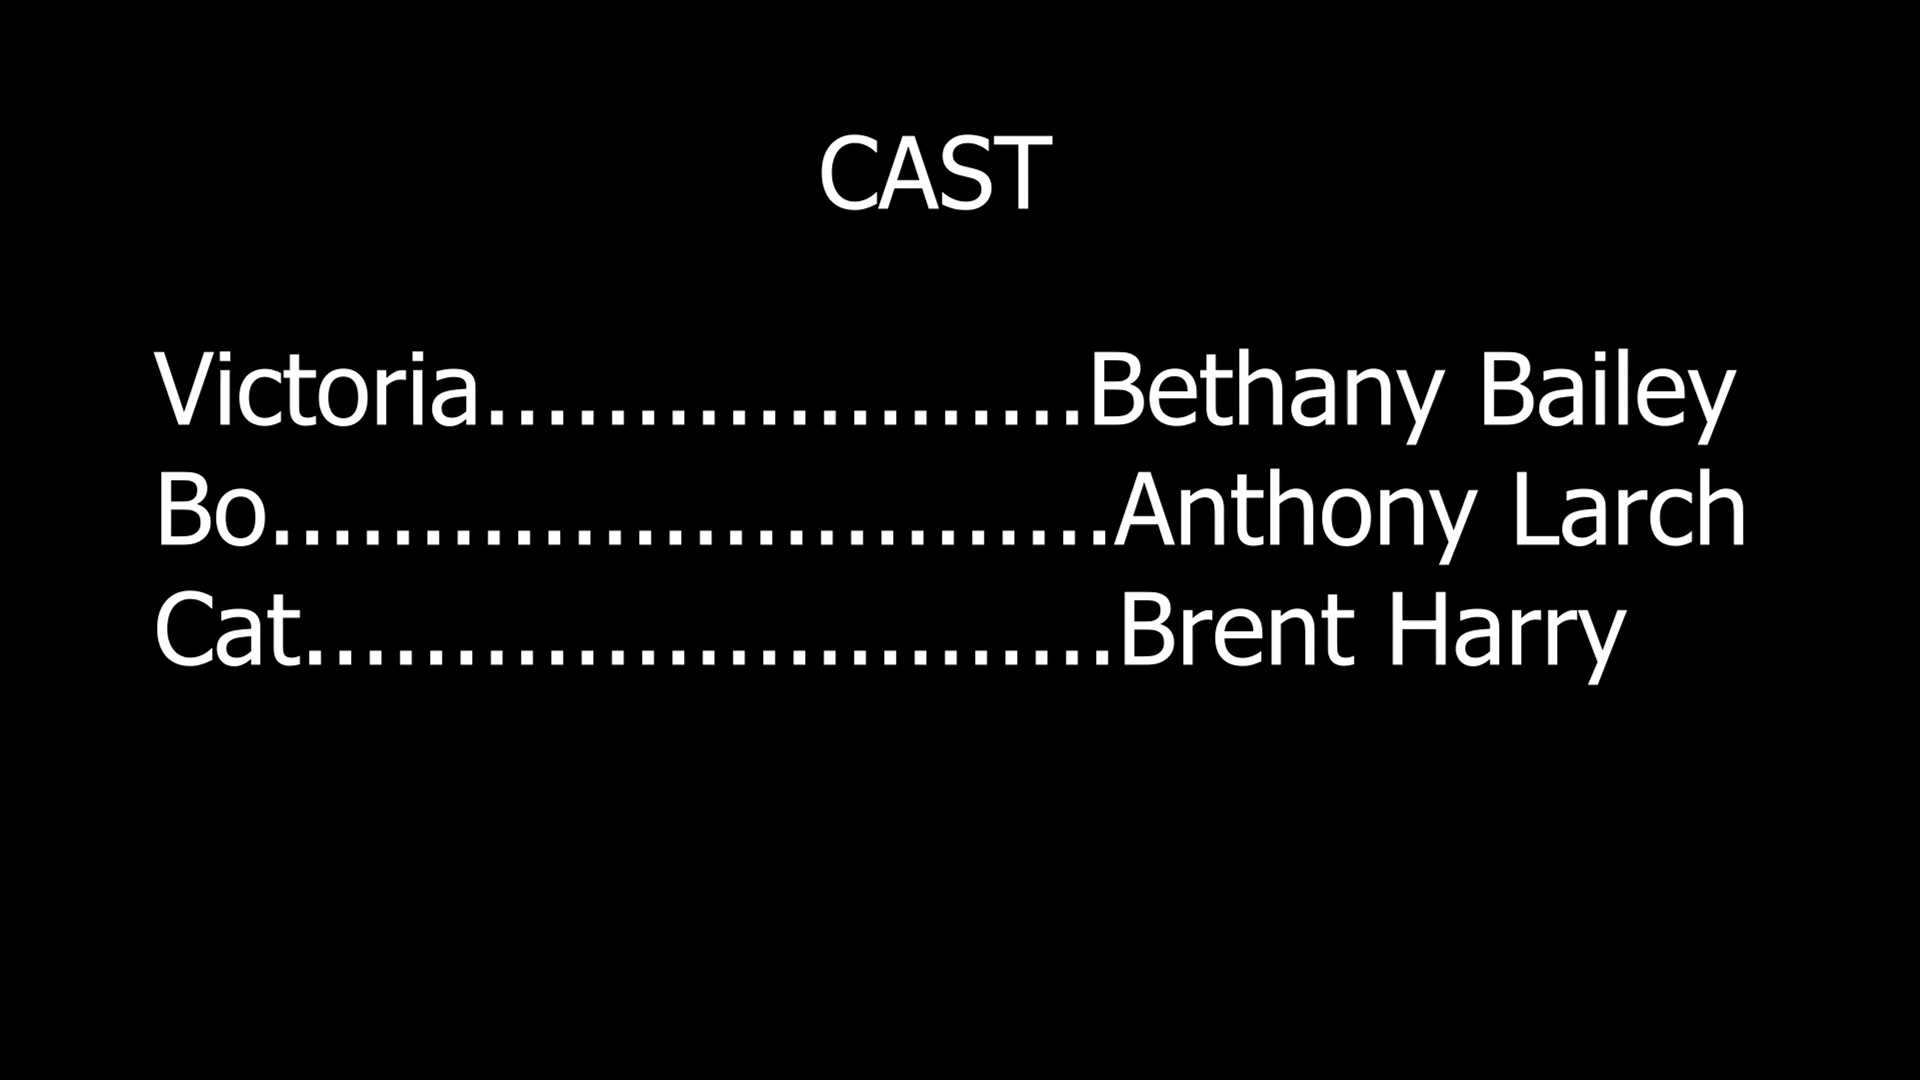 CAST
Victoria....................Bethany Bailey
Bo............................Anthony Larch
Cat...........................Brent Harry